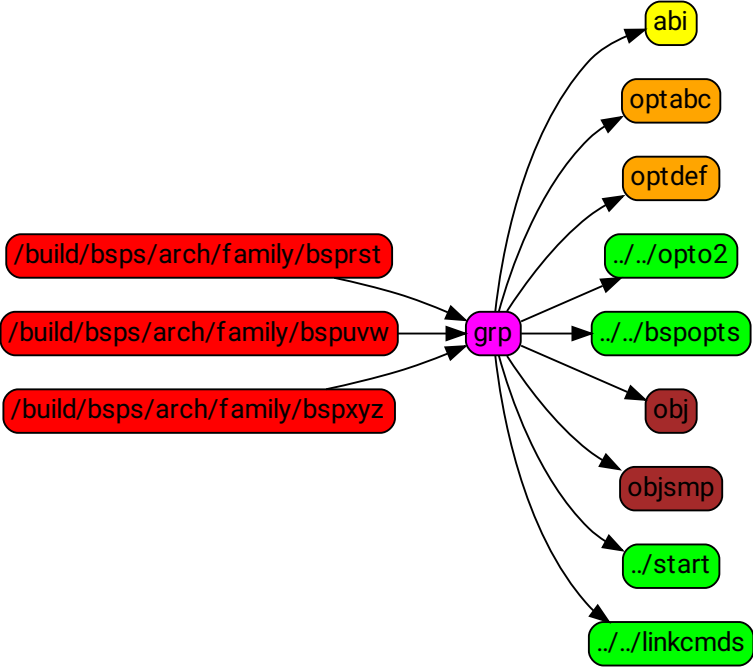 abi
optabc
optdef
/build/bsps/arch/family/bsprst
../../opto2
/build/bsps/arch/family/bspuvw
grp
../../bspopts
/build/bsps/arch/family/bspxyz
obj
objsmp
../start
../../linkcmds